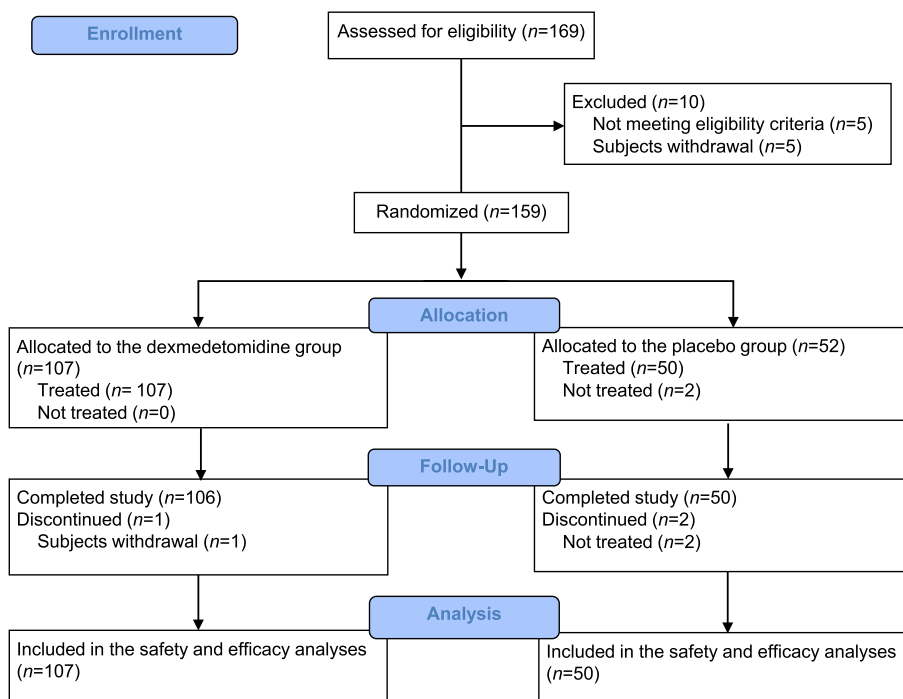 Enrollment
Assessed for eligibility (n=169)
Excluded (n=10)
Not meeting eligibility criteria (n=5)
Subjects withdrawal (n=5)
Randomized (n=159)
Allocation
Allocated to the dexmedetomidine group
(n=107)
Treated (n= 107)
Not treated (n=0)
Allocated to the placebo group (n=52)
Treated (n=50)
Not treated (n=2)
Follow-Up
Completed study (n=106)
Discontinued (n=1)
Subjects withdrawal (n=1)
Completed study (n=50)
Discontinued (n=2)
Not treated (n=2)
Analysis
Included in the safety and efficacy analyses
(n=107)
Included in the safety and efficacy analyses
(n=50)